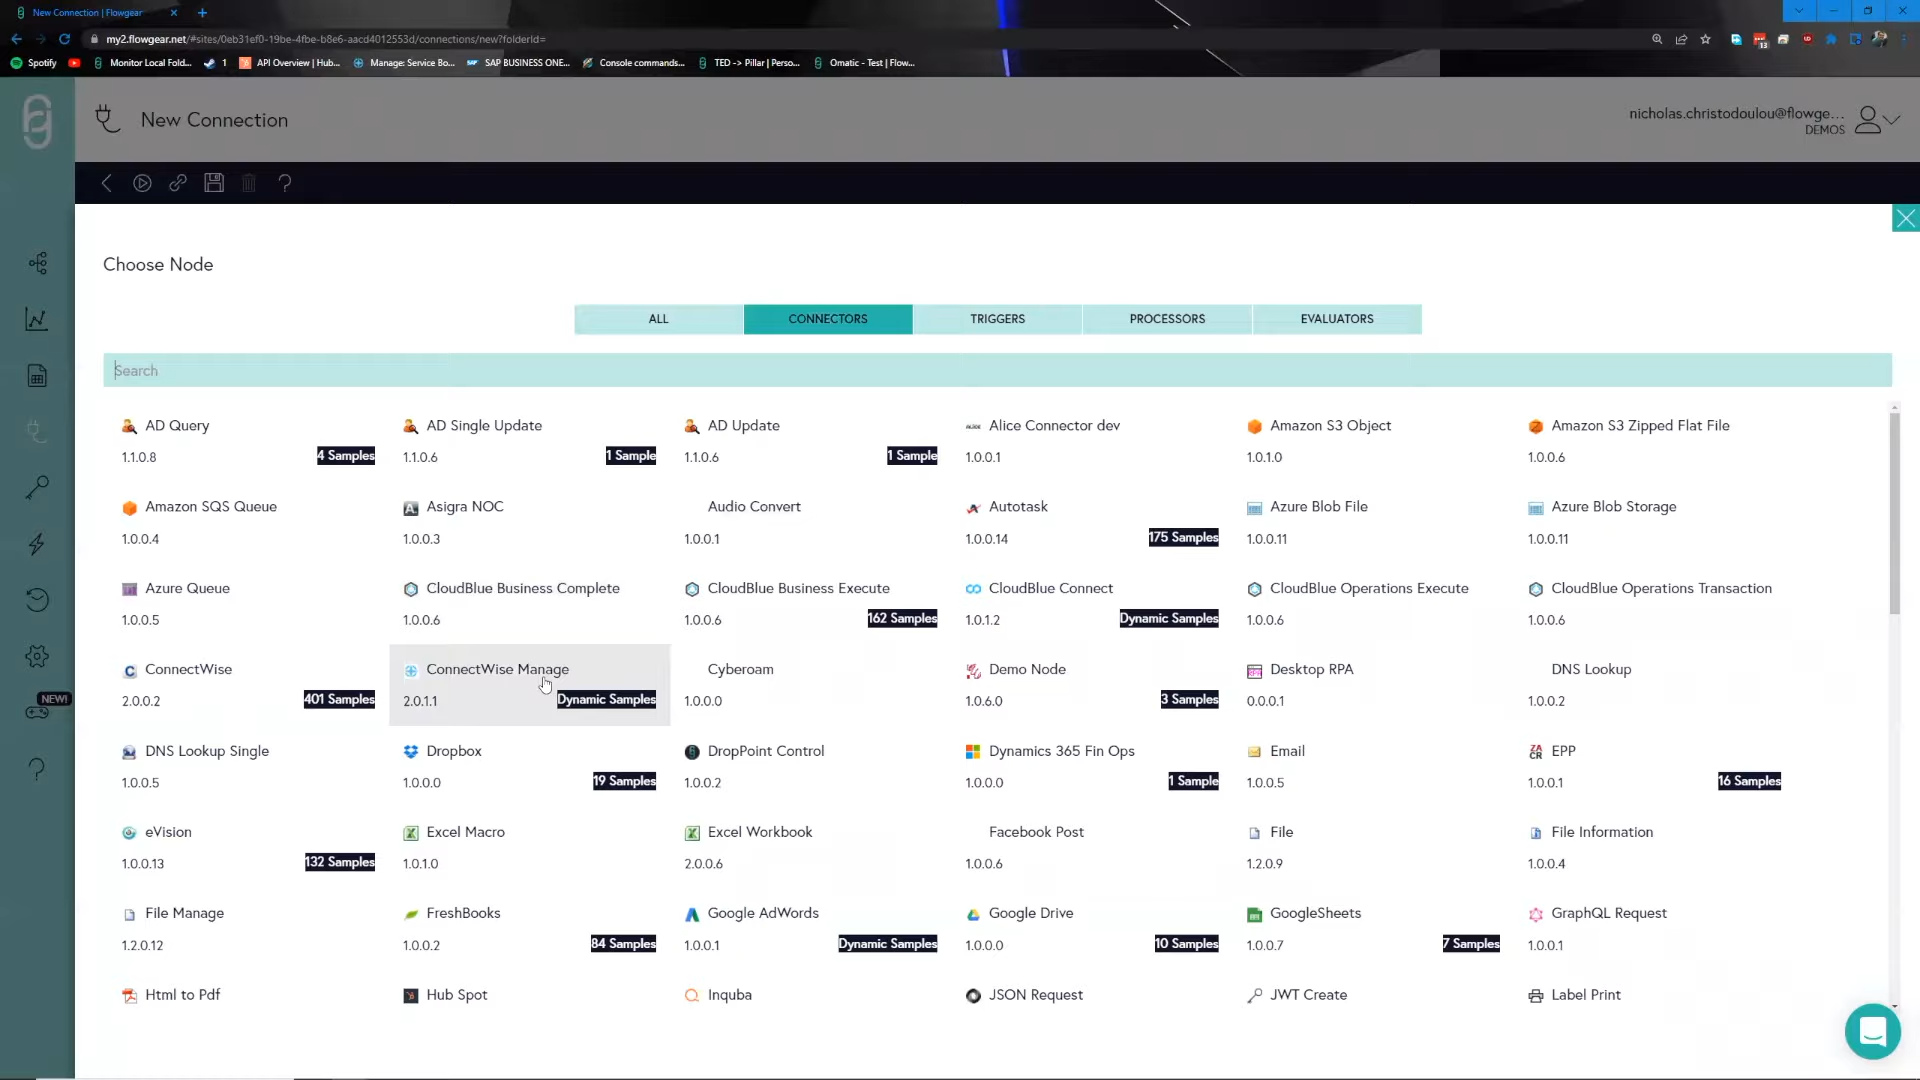 New Connection | Flowgear
my2.flowgear.net/#sites/0eb31ef0-19be-4fbe-b8e6-aacd4012553d/connections/new?folderId=
13
Spotify Monitor Local Fold... 1 API Overview | Hub... Manage: Service Bo... SAP BUSINESS ONE... Console commands... TED -> Pillar | Perso... Omatic - Test | Flow...
New Connection
nicholas.christodoulou@flowge...
DEMOS
Choose Node
ALL CONNECTORS TRIGGERS PROCESSORS EVALUATORS
Search
AD Query AD Single Update AD Update Alice Connector dev Amazon S3 Object Amazon S3 Zipped Flat File
1.1.0.8 4 Samples 1.1.0.6 1 Sample 1.1.0.6 1 Sample 1.0.0.1 1.0.1.0 1.0.0.6
Amazon SQS Queue Asigra NOC Audio Convert Autotask Azure Blob File Azure Blob Storage
1.0.0.4 1.0.0.3 1.0.0.1 1.0.0.14 175 Samples 1.0.0.11 1.0.0.11
Azure Queue CloudBlue Business Complete CloudBlue Business Execute CloudBlue Connect CloudBlue Operations Execute CloudBlue Operations Transaction
1.0.0.5 1.0.0.6 1.0.0.6 162 Samples 1.0.1.2 Dynamic Samples 1.0.0.6 1.0.0.6
ConnectWise ConnectWise Manage Cyberoam Demo Node Desktop RPA DNS Lookup
2.0.0.2 401 Samples 2.0.1.1 Dynamic Samples 1.0.0.0 1.0.6.0 3 Samples 0.0.0.1 1.0.0.2
NEW!
DNS Lookup Single Dropbox DropPoint Control Dynamics 365 Fin Ops Email EPP
1.0.0.5 1.0.0.0 19 Samples 1.0.0.2 1.0.0.0 1 Sample 1.0.0.5 1.0.0.1 16 Samples
eVision Excel Macro Excel Workbook Facebook Post File File Information
1.0.0.13 132 Samples 1.0.1.0 2.0.0.6 1.0.0.6 1.2.0.9 1.0.0.4
File Manage FreshBooks Google AdWords Google Drive GoogleSheets GraphQL Request
1.2.0.12 1.0.0.2 84 Samples 1.0.0.1 Dynamic Samples 1.0.0.0 10 Samples 1.0.0.7 7 Samples 1.0.0.1
Html to Pdf Hub Spot Inquba JSON Request JWT Create Label Print